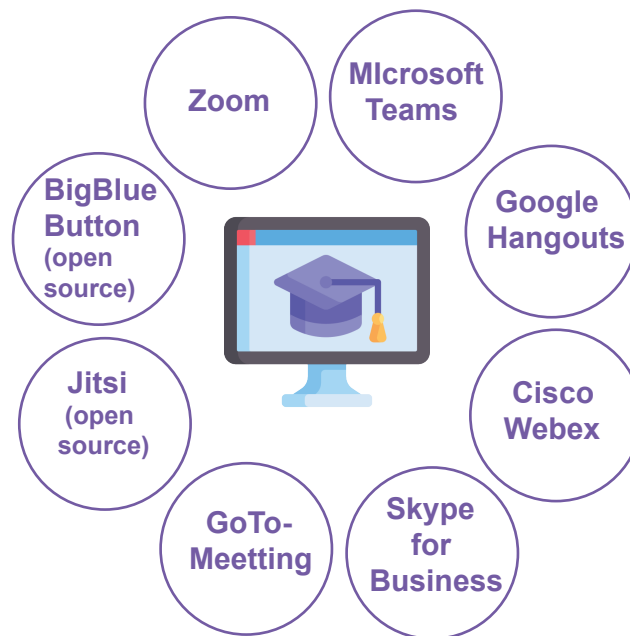 Zoom
MIcrosoft
Teams
Google
Hangouts
Cisco
Webex
Skype
for
Business
GoTo-
Meetting
Jitsi
(open
source)
BigBlue
Button
(open
source)